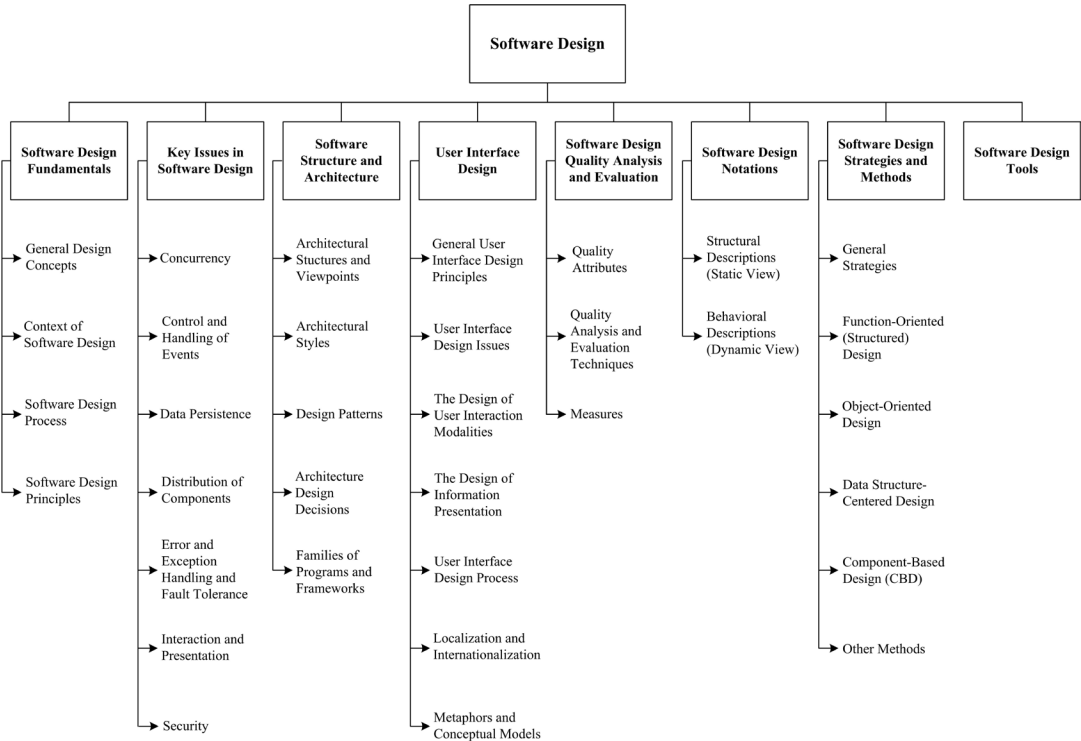 Software Design
Software Design
Fundamentals
General Design
Concepts
Context of
Software Design
Software Design
Process
Software Design
Principles
Key Issues in
Software Design
Concurrency
Control and
Handling of
Events
Data Persistence
Distribution of
Components
Error and
Exception
Handling and
Fault Tolerance
Interaction and
Presentation
Security
Software
Structure and
Architecture
Architectural
Stuctures and
Viewpoints
Architectural
Styles
Design Patterns
Architecture
Design
Decisions
Families of
Programs and
Frameworks
User Interface
Design
General User
Interface Design
Principles
User Interface
Design Issues
The Design of
User Interaction
Modalities
The Design of
Information
Presentation
User Interface
Design Process
Localization and
Internationalization
Metaphors and
Conceptual Models
Software Design
Quality Analysis
and Evaluation
Quality
Attributes
Quality
Analysis and
Evaluation
Techniques
Measures
Software Design
Notations
Structural
Descriptions
(Static View)
Behavioral
Descriptions
(Dynamic View)
Software Design
Strategies and
Methods
General
Strategies
Function-Oriented
(Structured)
Design
Object-Oriented
Design
Data Structure-
Centered Design
Component-Based
Design (CBD)
Other Methods
Software Design
Tools